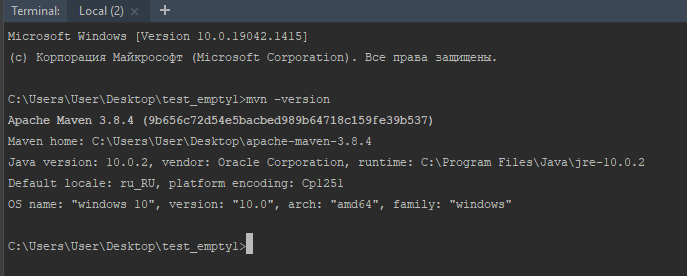 Terminal: Local (2) × +
Microsoft Windows [Version 10.0.19042.1415]
(c) Корпорация Майкрософт (Microsoft Corporation). Все права защищены.
C:\Users\User\Desktop\test_empty1>mvn -version
Apache Maven 3.8.4 (9b656c72d54e5bacbed989b64718c159fe39b537)
Maven home: C:\Users\User\Desktop\apache-maven-3.8.4
Java version: 10.0.2, vendor: Oracle Corporation, runtime: C:\Program Files\Java\jre-10.0.2
Default locale: ru_RU, platform encoding: Cp1251
OS name: "windows 10", version: "10.0", arch: "amd64", family: "windows"
C:\Users\User\Desktop\test_empty1>